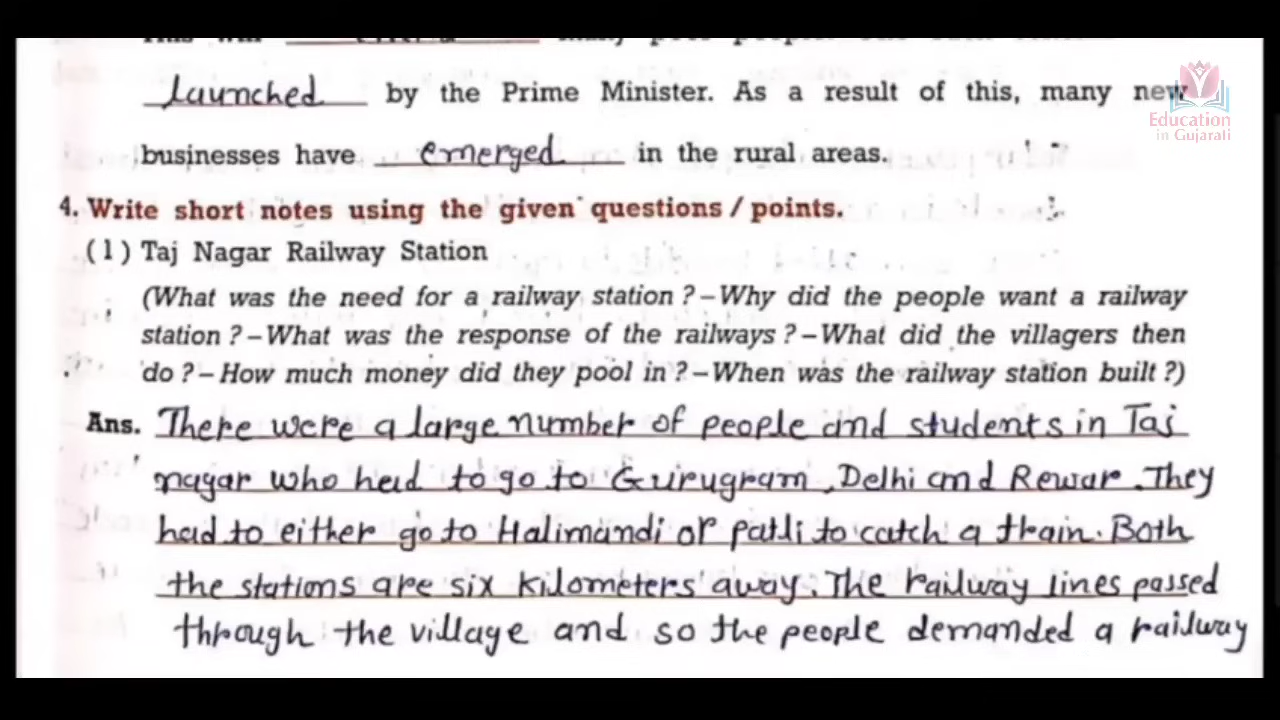 launched by the Prime Minister. As a result of this, many new
businesses have emerged in the rural areas.
Education
in Gujarati
4. Write short notes using the given questions / points.
(1) Taj Nagar Railway Station
(What was the need for a railway station ? – Why did the people want a railway
station ? – What was the response of the railways ? – What did the villagers then
do ? – How much money did they pool in ? – When was the railway station built ?)
Ans. There were a large number of people and students in Taj
nagar who had to go to Gurugram, Delhi and Rewar. They
had to either go to Halimandi or patli to catch a train. Both
the stations are six kilometers away. The railway lines passed
through the village and so the people demanded a railway